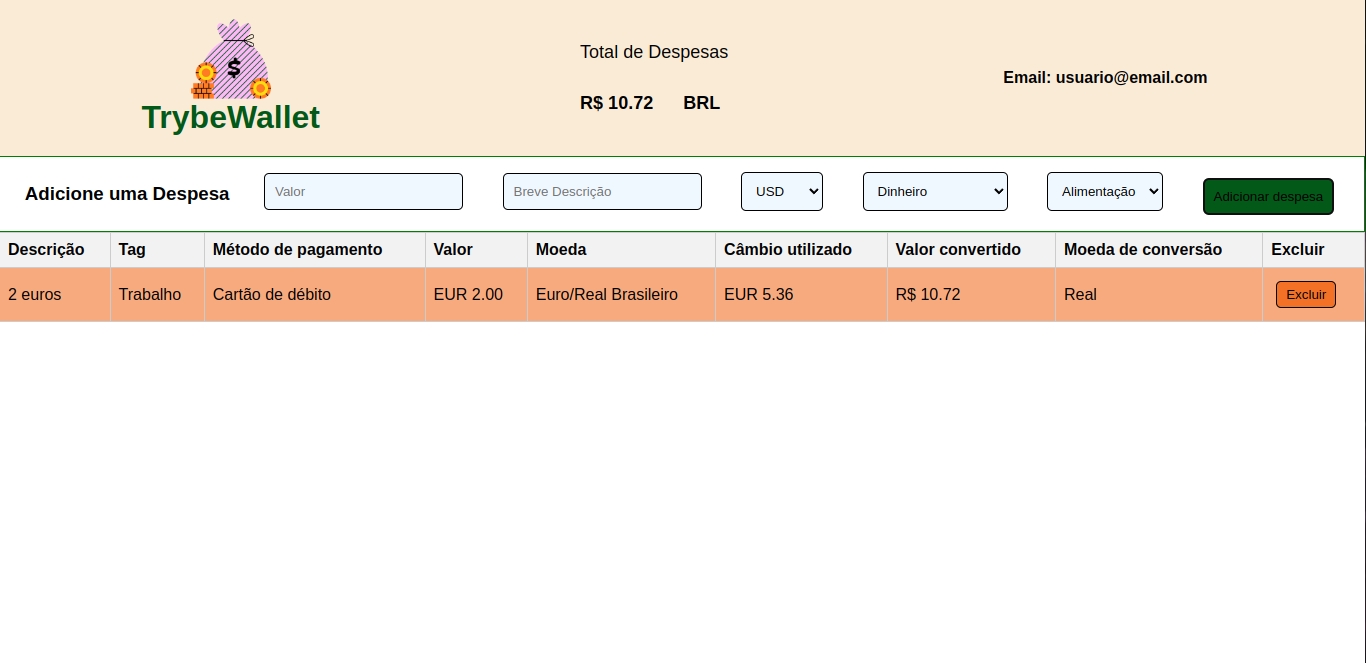 $
TrybeWallet
Total de Despesas
R$ 10.72 BRL
Email: usuario@email.com
Adicione uma Despesa Valor Breve Descrição USD Dinheiro Alimentação Adicionar despesa
Descrição Tag Método de pagamento Valor Moeda Câmbio utilizado Valor convertido Moeda de conversão Excluir
2 euros Trabalho Cartão de débito EUR 2.00 Euro/Real Brasileiro EUR 5.36 R$ 10.72 Real Excluir